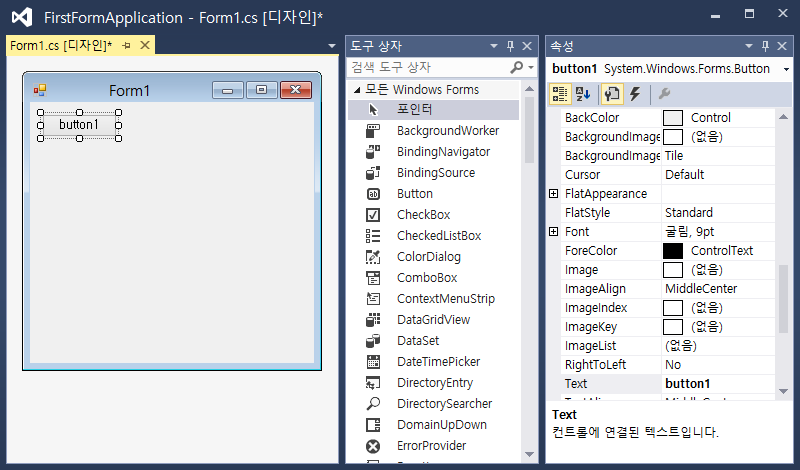 FirstFormApplication - Form1.cs [디자인]*
Form1.cs [디자인]*
Form1
button1
도구 상자
검색 도구 상자
모든 Windows Forms
포인터
BackgroundWorker
BindingNavigator
BindingSource
Button
CheckBox
CheckedListBox
ColorDialog
ComboBox
ContextMenuStrip
DataGridView
DataSet
DateTimePicker
DirectoryEntry
DirectorySearcher
DomainUpDown
ErrorProvider
속성
button1 System.Windows.Forms.Button
BackColor Control
BackgroundImage (없음)
BackgroundImage Tile
Cursor Default
FlatAppearance
FlatStyle Standard
Font 굴림, 9pt
ForeColor ControlText
Image (없음)
ImageAlign MiddleCenter
ImageIndex (없음)
ImageKey (없음)
ImageList (없음)
RightToLeft No
Text button1
Text
컨트롤에 연결된 텍스트입니다.